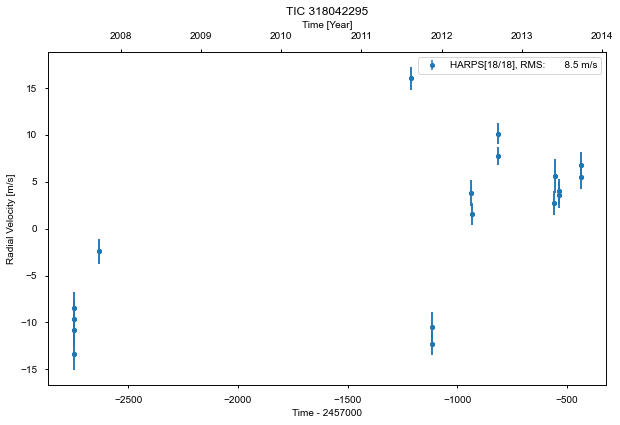 TIC 318042295
Time [Year]
2008 2009 2010 2011 2012 2013 2014
HARPS[18/18], RMS: 8.5 m/s
15
10
5
0
−5
−10
−15
Radial Velocity [m/s]
−2500 −2000 −1500 −1000 −500
Time - 2457000